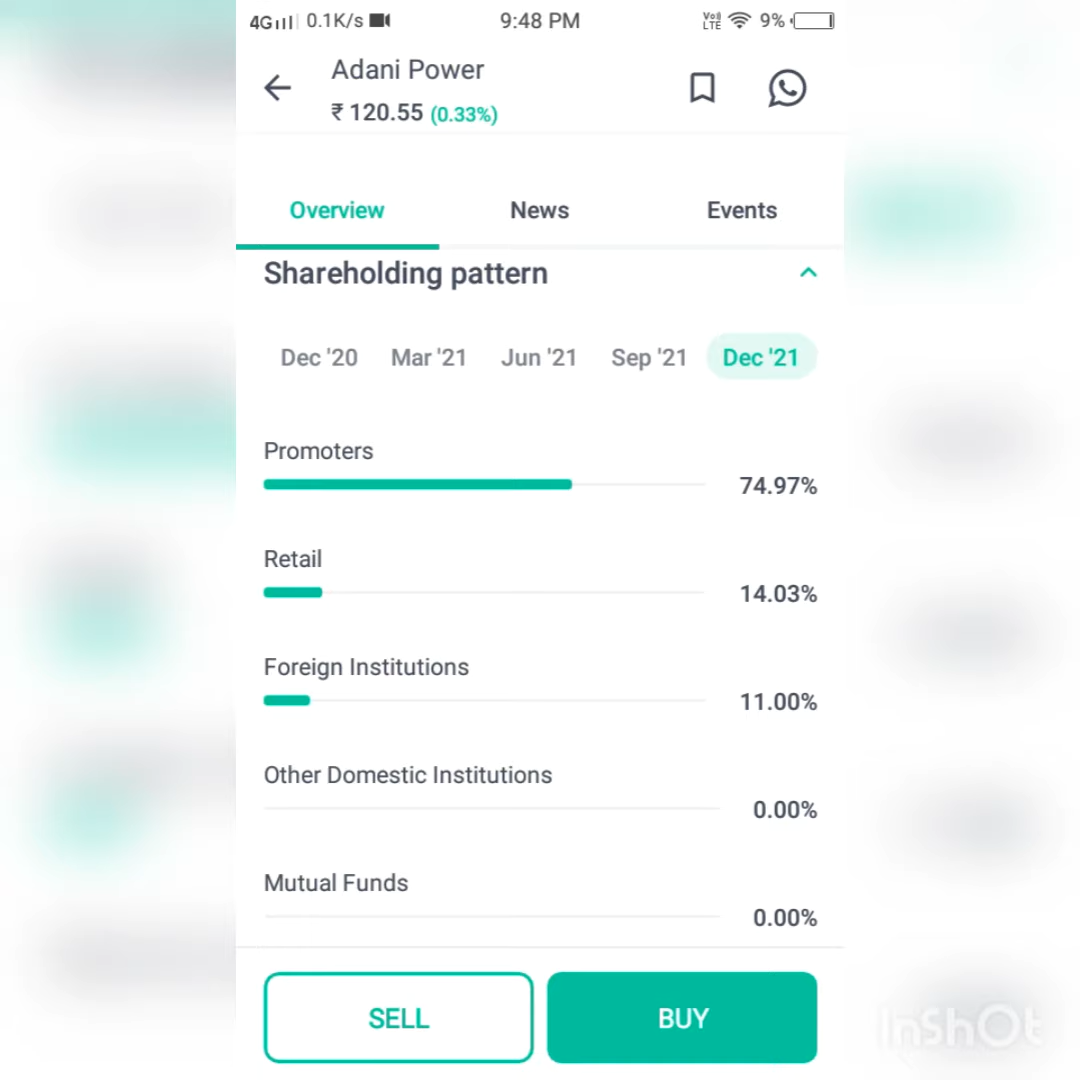 4G 0.1K/s 9:48 PM Vo)) LTE 9%
Adani Power
₹ 120.55 (0.33%)
Overview News Events
Shareholding pattern
Dec '20 Mar '21 Jun '21 Sep '21 Dec '21
Promoters
74.97%
Retail
14.03%
Foreign Institutions
11.00%
Other Domestic Institutions
0.00%
Mutual Funds
0.00%
SELL BUY
InShOt